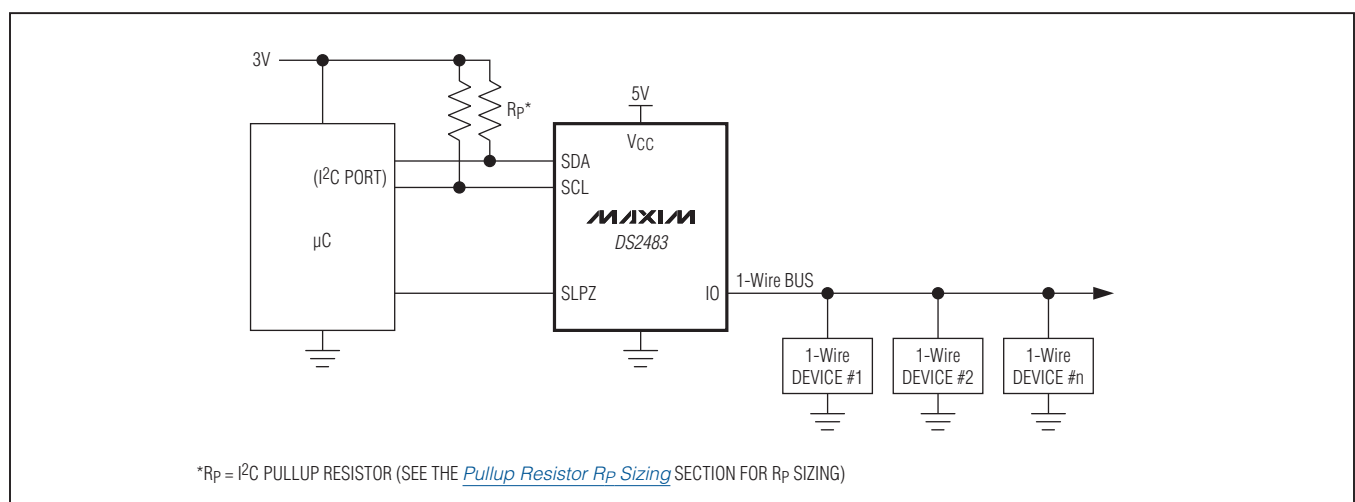 3V
RP*
5V
VCC
SDA
(I²C PORT)
SCL
MAXIM
DS2483
µC
SLPZ
IO
1-Wire BUS
1-Wire
DEVICE #1
1-Wire
DEVICE #2
1-Wire
DEVICE #n
*RP = I²C PULLUP RESISTOR (SEE THE Pullup Resistor RP Sizing SECTION FOR RP SIZING)